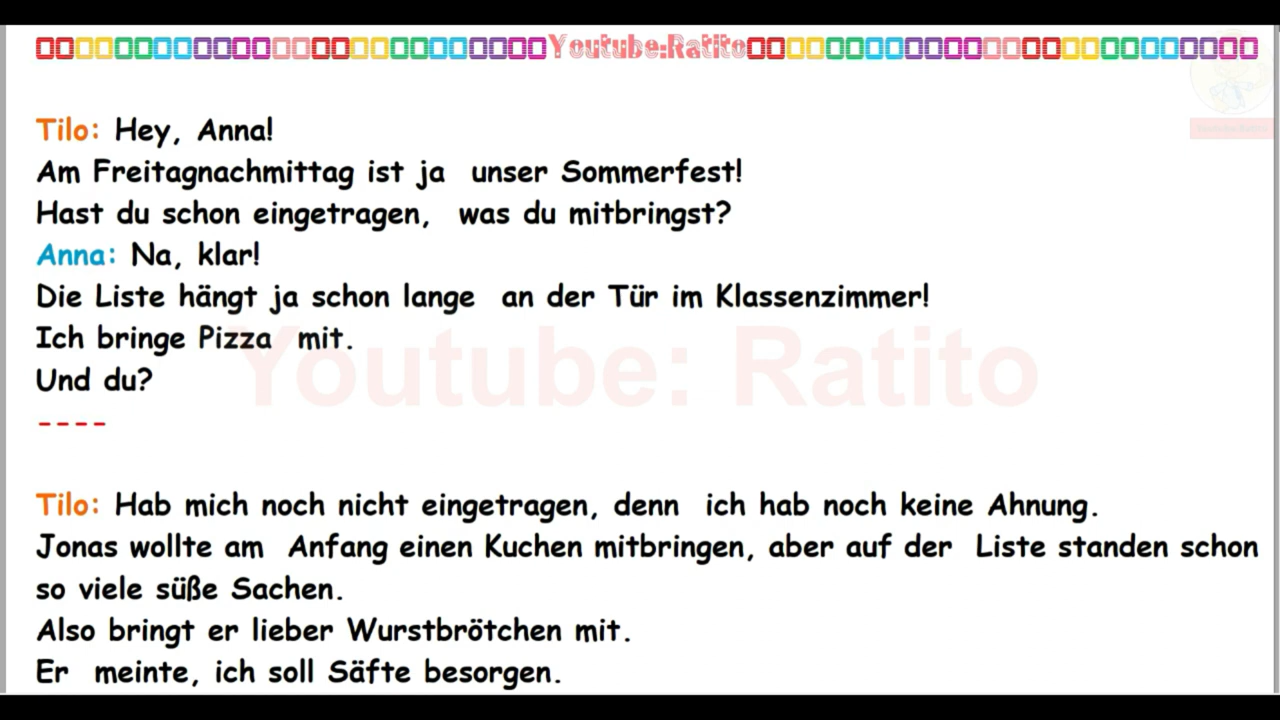 Youtube:Ratito
Tilo: Hey, Anna!
Am Freitagnachmittag ist ja unser Sommerfest!
Hast du schon eingetragen, was du mitbringst?
Anna: Na, klar!
Die Liste hängt ja schon lange an der Tür im Klassenzimmer!
Ich bringe Pizza mit.
Und du?
----
Youtube: Ratito
Tilo: Hab mich noch nicht eingetragen, denn ich hab noch keine Ahnung.
Jonas wollte am Anfang einen Kuchen mitbringen, aber auf der Liste standen schon
so viele süße Sachen.
Also bringt er lieber Wurstbrötchen mit.
Er meinte, ich soll Säfte besorgen.